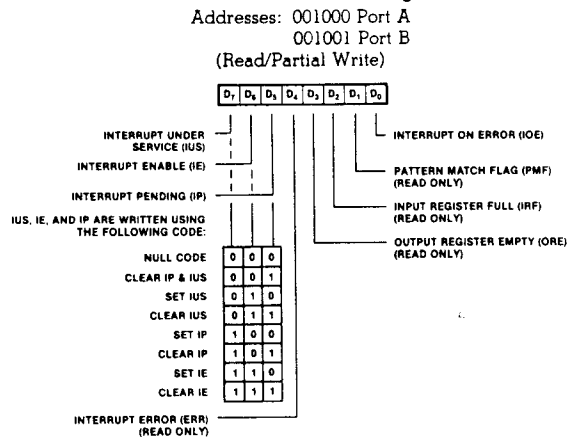 Addresses: 001000 Port A
001001 Port B
(Read/Partial Write)
D7 D6 D5 D4 D3 D2 D1 D0
INTERRUPT UNDER
SERVICE (IUS)
INTERRUPT ENABLE (IE)
INTERRUPT PENDING (IP)
IUS, IE, AND IP ARE WRITTEN USING
THE FOLLOWING CODE:
NULL CODE 0 0 0
CLEAR IP & IUS 0 0 1
SET IUS 0 1 0
CLEAR IUS 0 1 1
SET IP 1 0 0
CLEAR IP 1 0 1
SET IE 1 1 0
CLEAR IE 1 1 1
INTERRUPT ERROR (ERR)
(READ ONLY)
INTERRUPT ON ERROR (IOE)
PATTERN MATCH FLAG (PMF)
(READ ONLY)
INPUT REGISTER FULL (IRF)
(READ ONLY)
OUTPUT REGISTER EMPTY (ORE)
(READ ONLY)